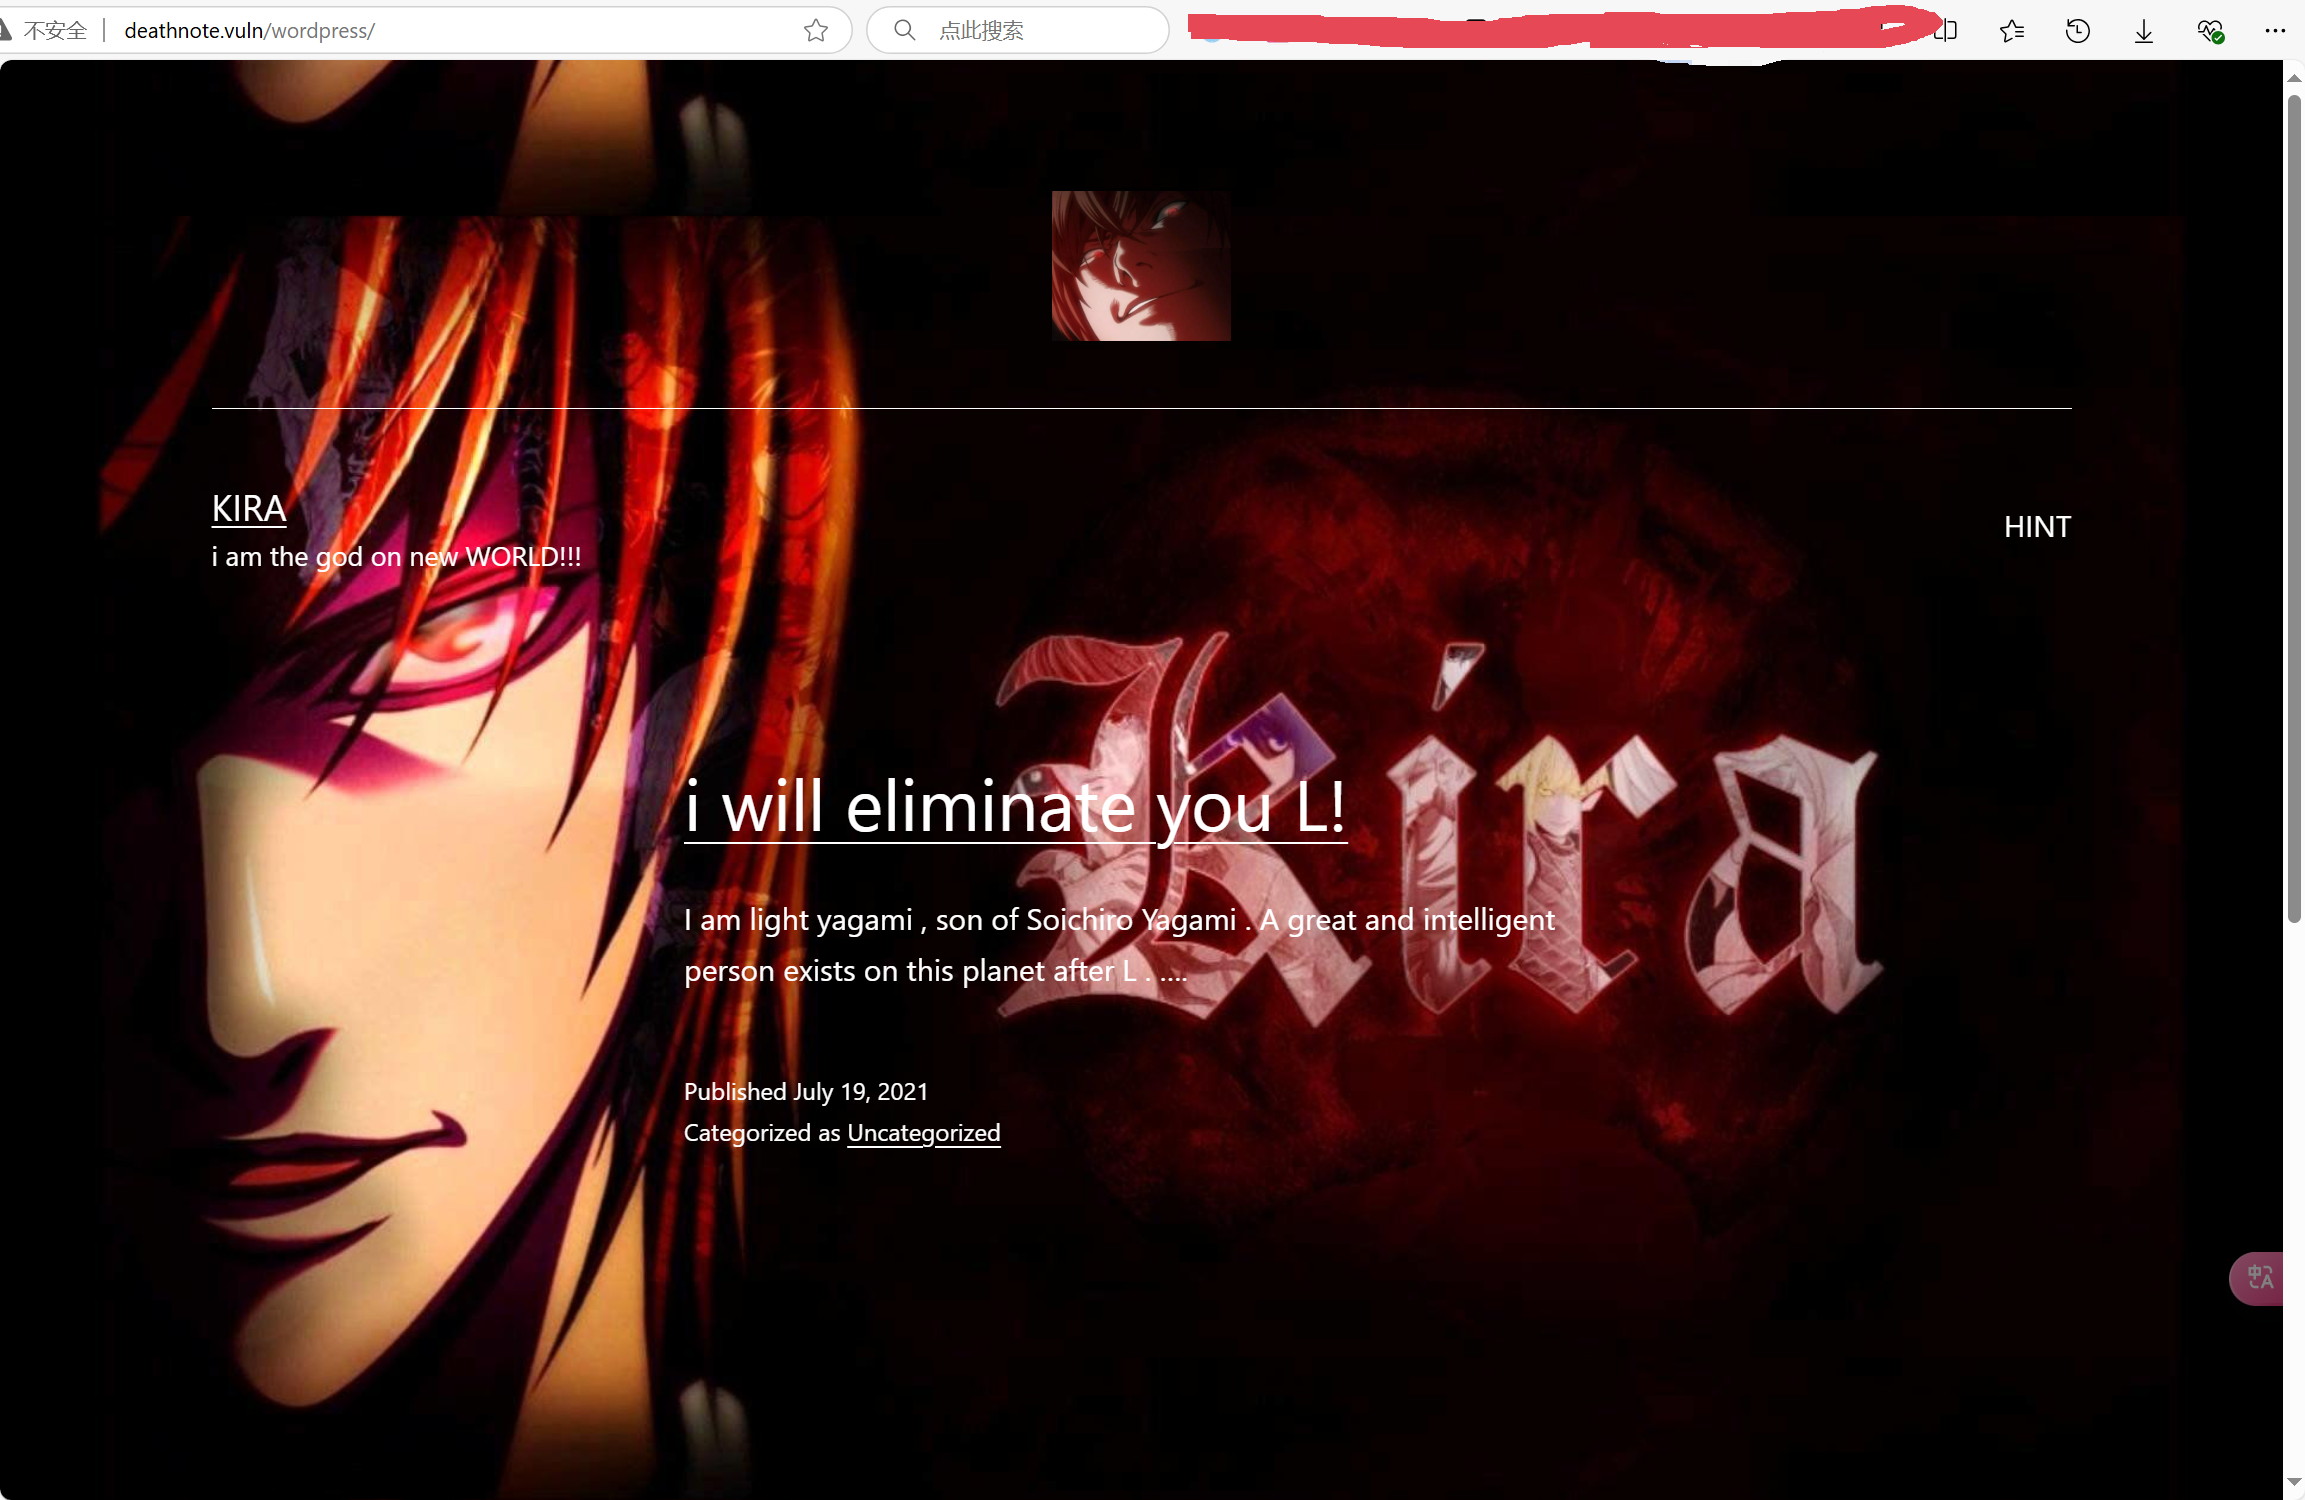 不安全 deathnote.vuln/wordpress/ 点此搜索
KIRA
i am the god on new WORLD!!!
HINT
Kira
i will eliminate you L!
I am light yagami , son of Soichiro Yagami . A great and intelligent
person exists on this planet after L . ....
Published July 19, 2021
Categorized as Uncategorized